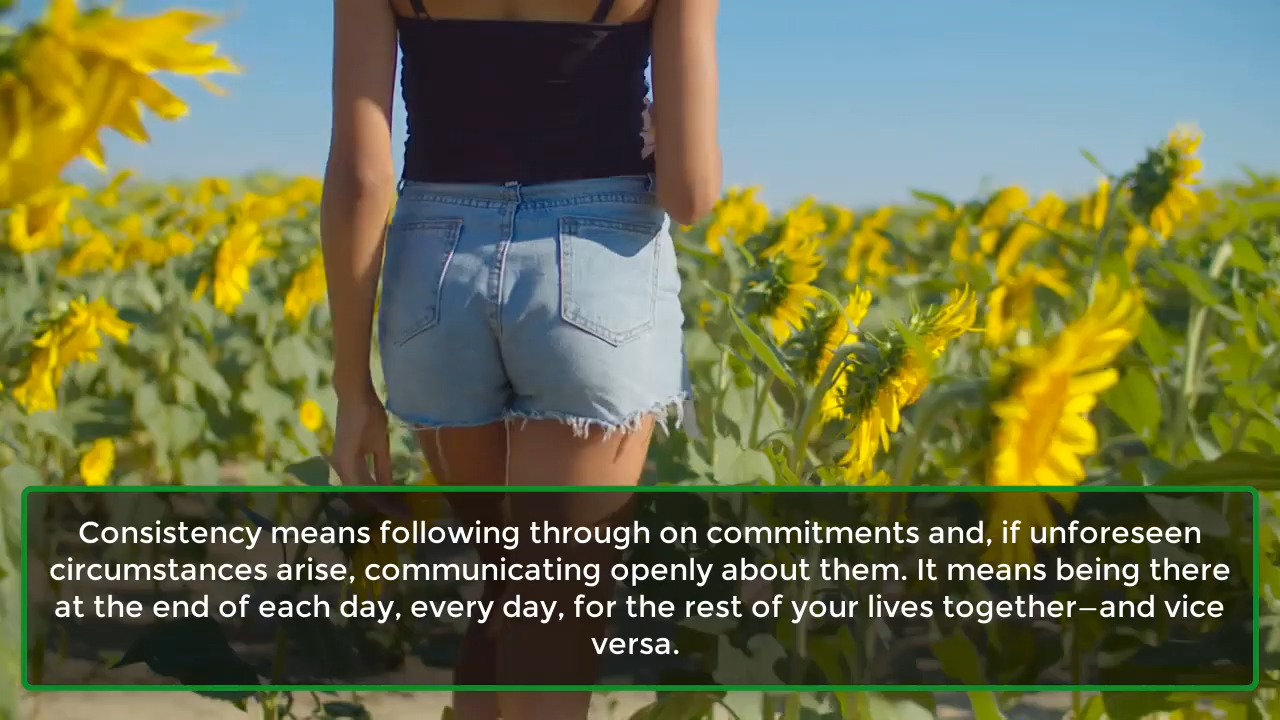 Consistency means following through on commitments and, if unforeseen
circumstances arise, communicating openly about them. It means being there
at the end of each day, every day, for the rest of your lives together—and vice
versa.